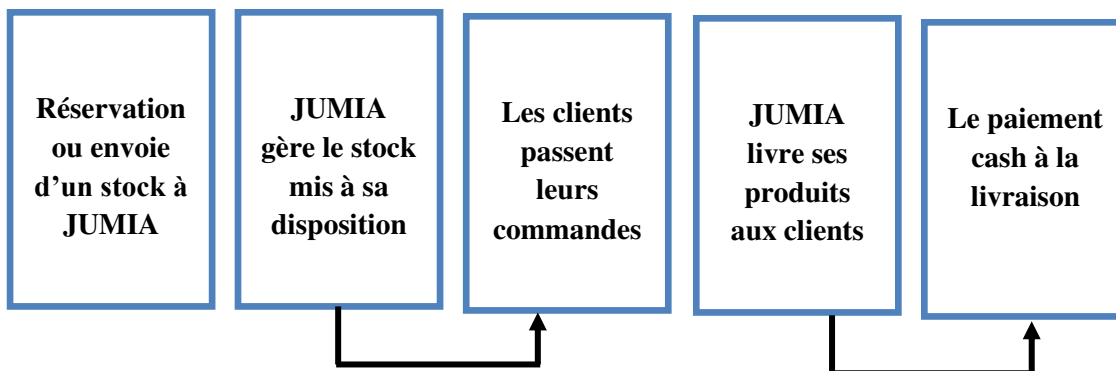 Réservation
ou envoie
d'un stock à
JUMIA
JUMIA
gère le stock
mis à sa
disposition
Les clients
passent
leurs
commandes
JUMIA
livre ses
produits
aux clients
Le paiement
cash à la
livraison